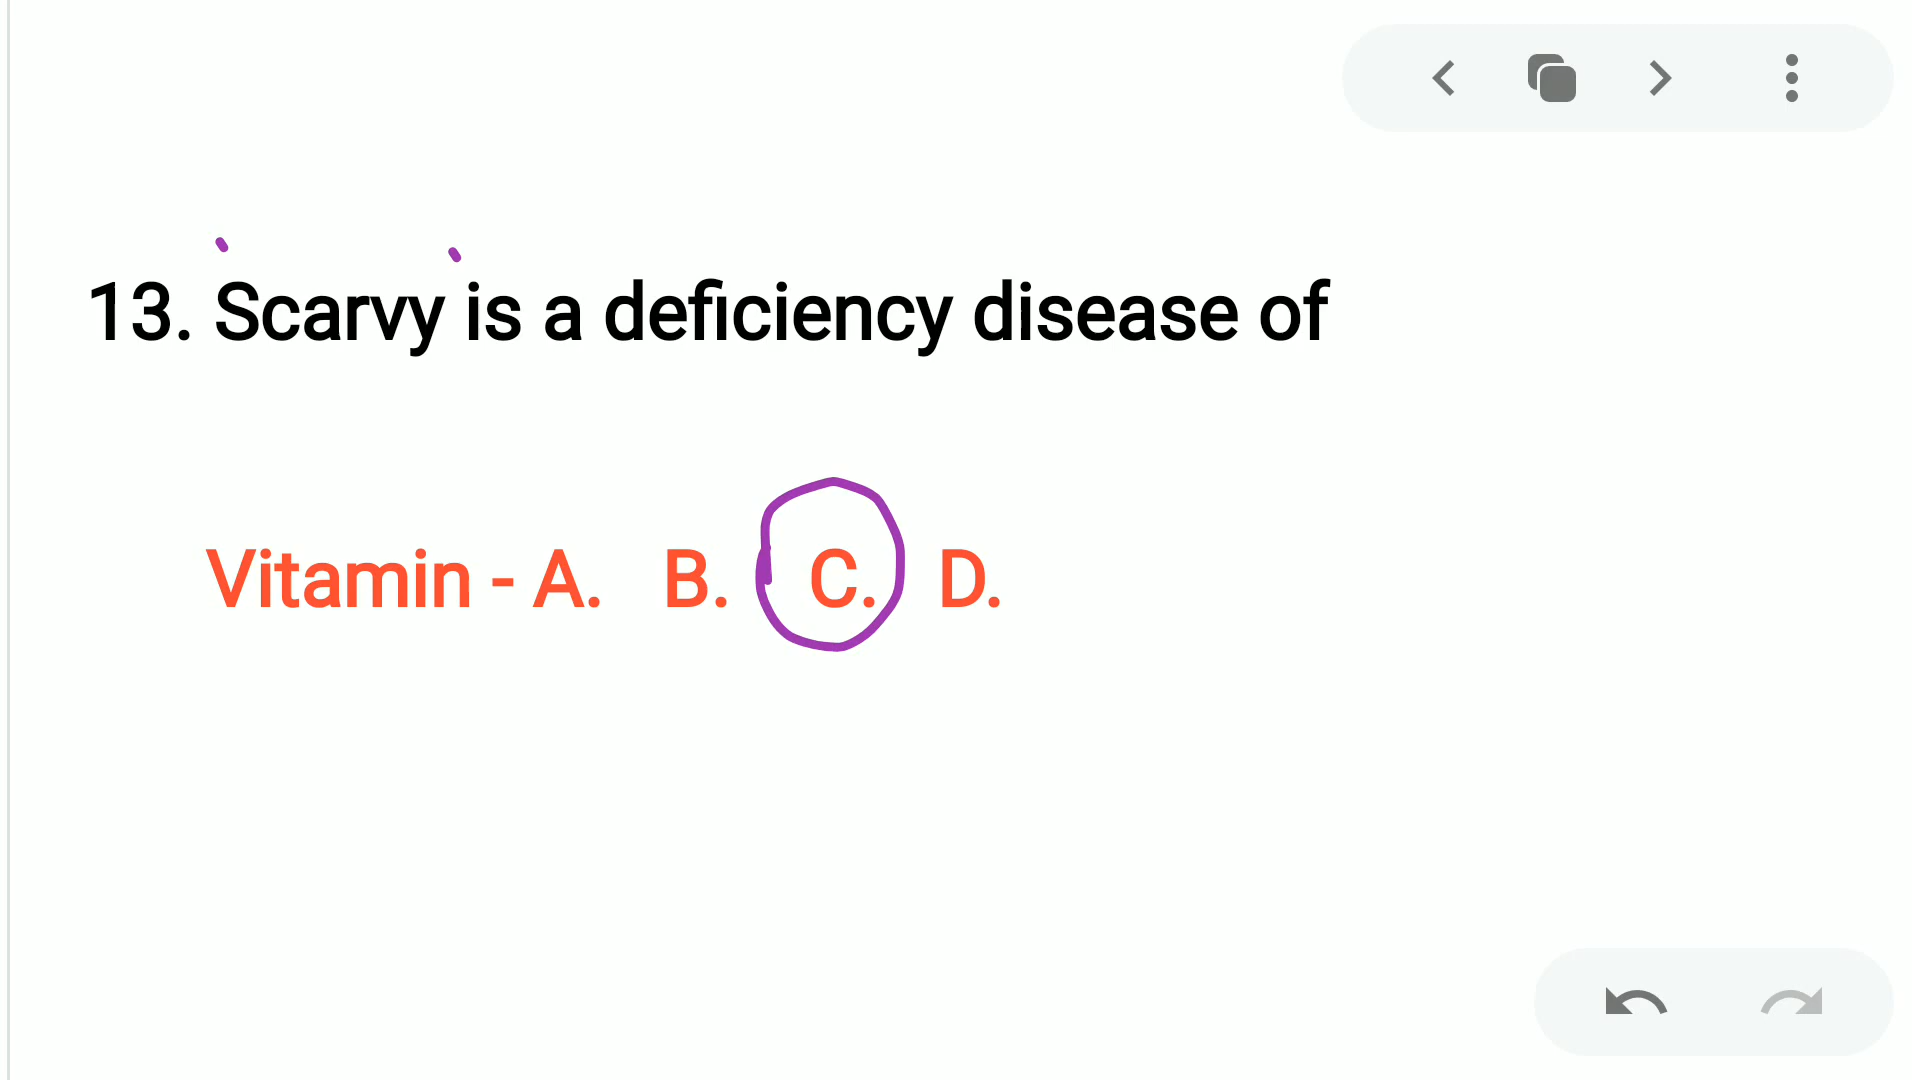 13. Scarvy is a deficiency disease of
Vitamin - A. B. C. D.